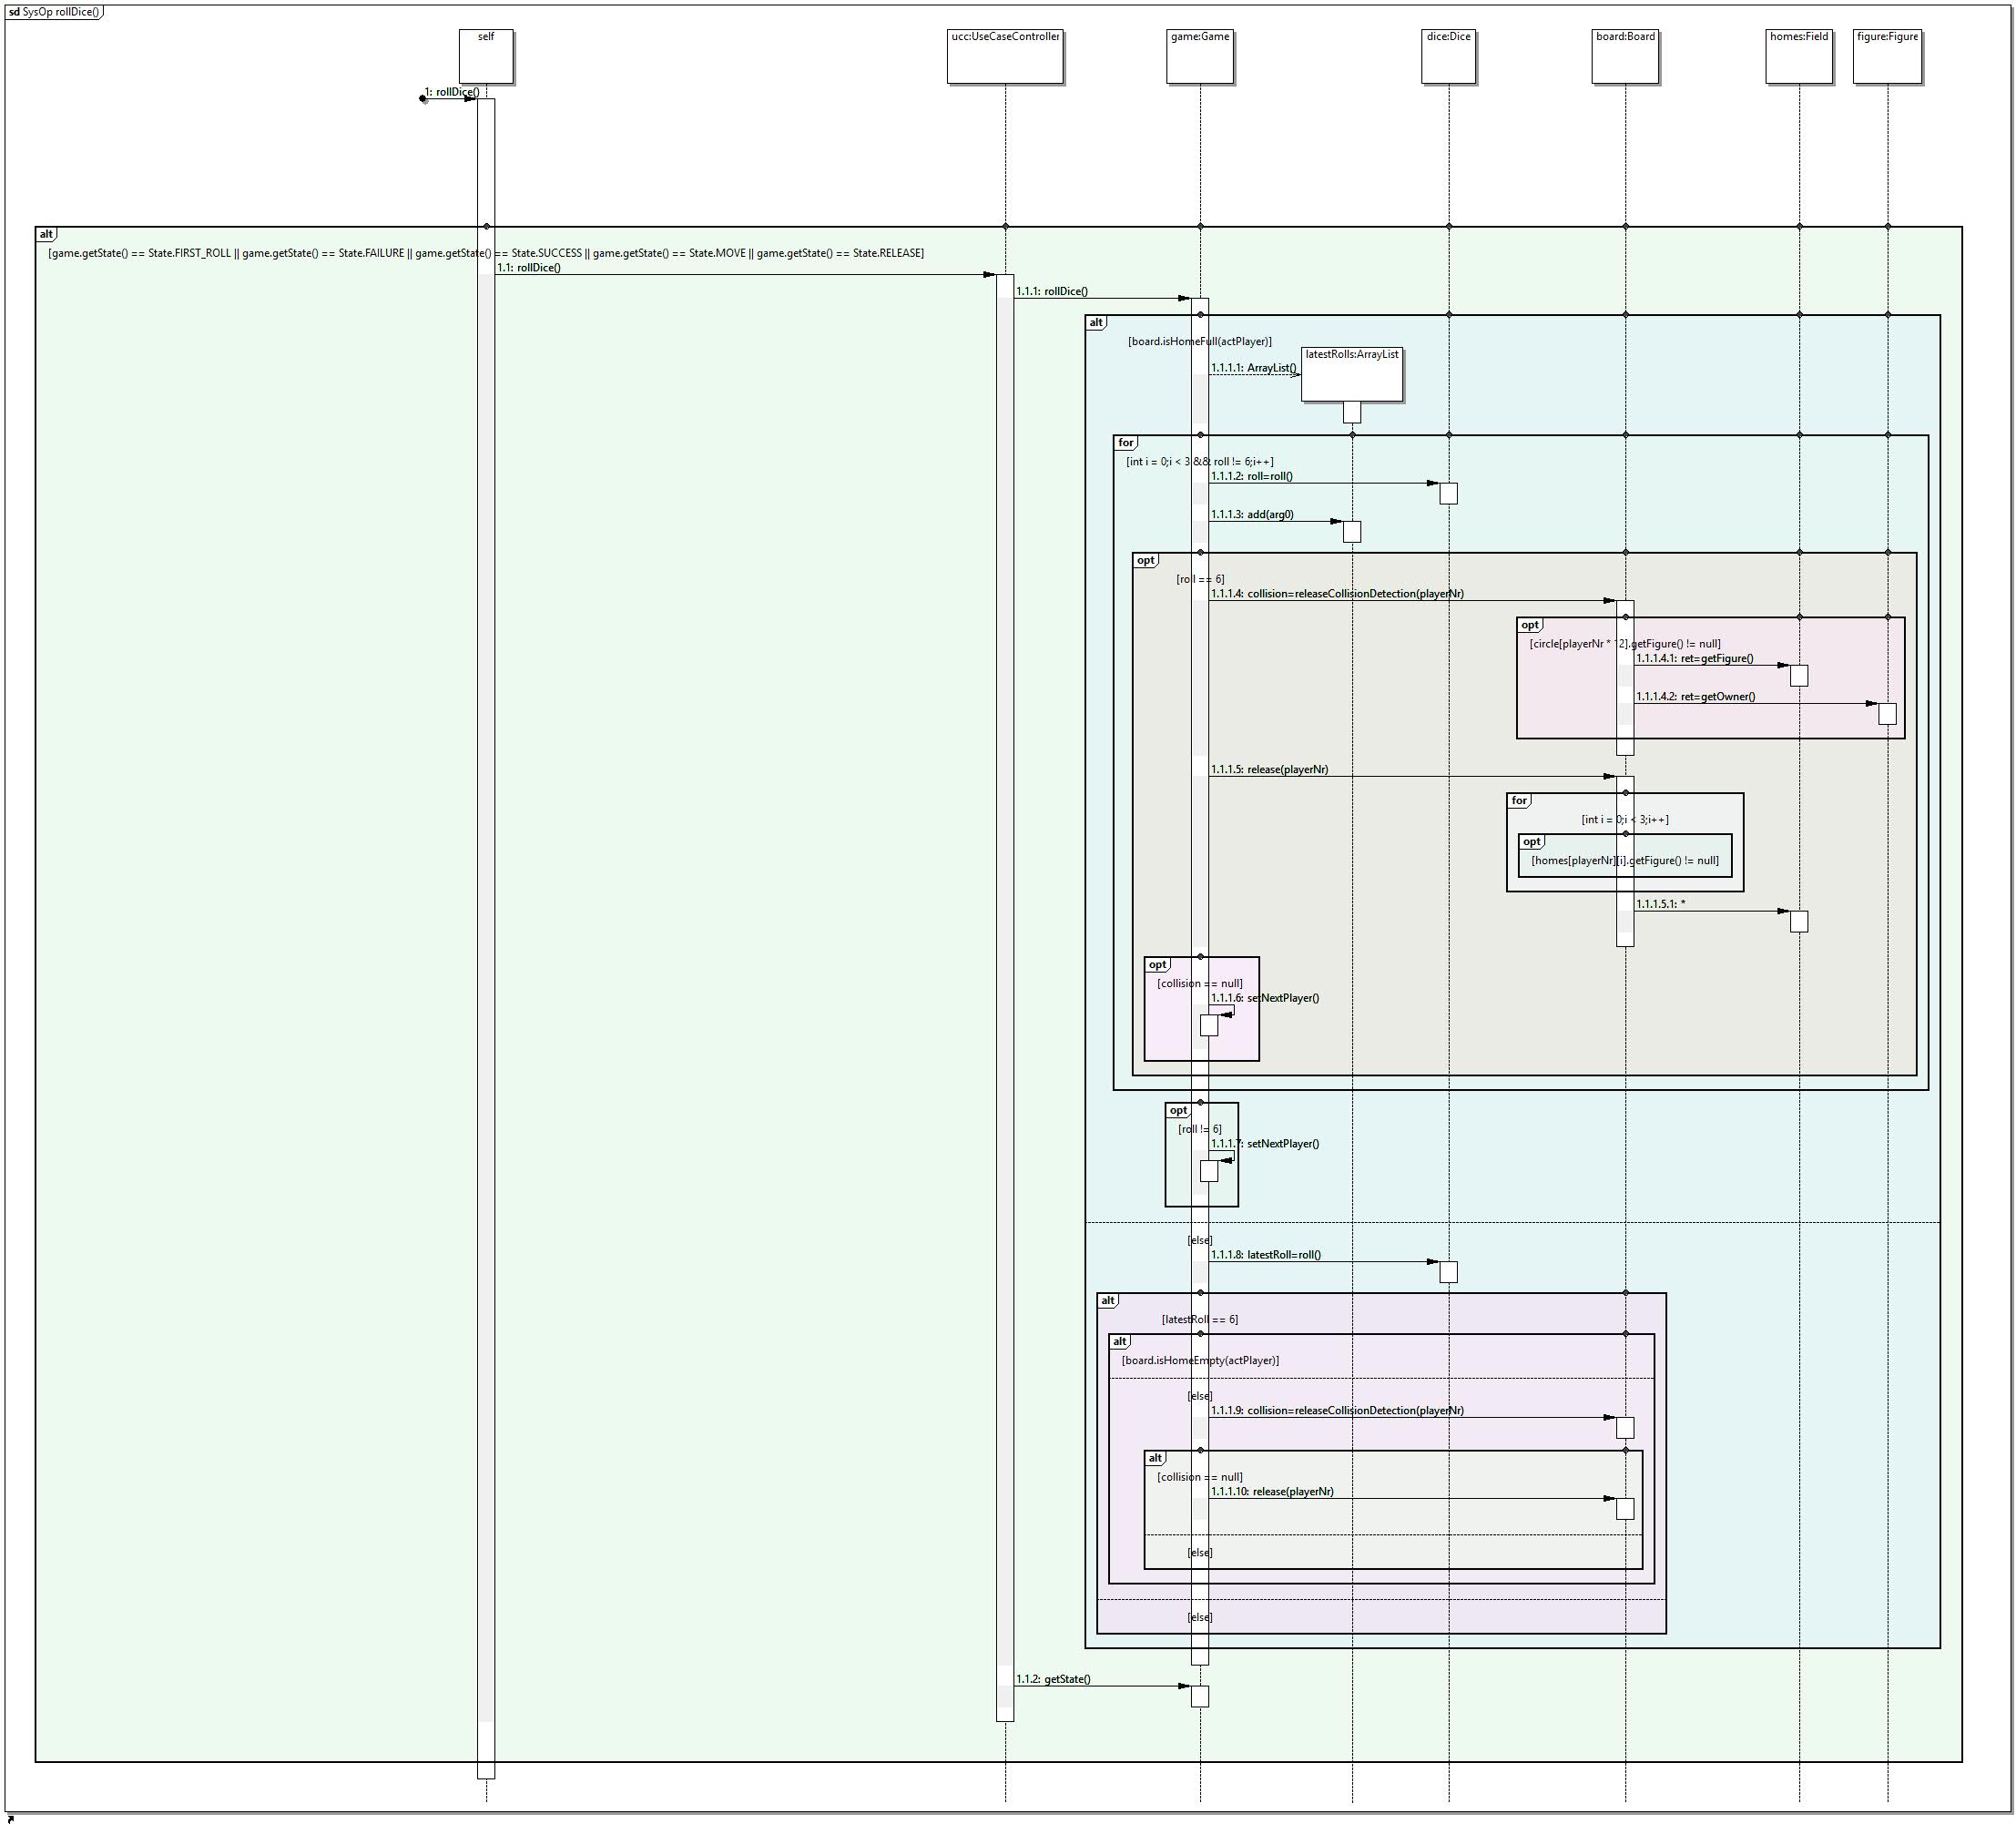 sd SysOp rollDice()
self
ucc:UseCaseController
game:Game
dice:Dice
board:Board
homes:Field
figure:Figure
1: rollDice()
alt
[game.getState() == State.FIRST_ROLL || game.getState() == State.FAILURE || game.getState() == State.SUCCESS || game.getState() == State.MOVE || game.getState() == State.RELEASE]
1.1: rollDice()
1.1.1: rollDice()
alt
[board.isHomeFull(actPlayer)]
latestRolls:ArrayList
1.1.1.1: ArrayList()
for
[int i = 0;i < 3 && roll != 6;i++]
1.1.1.2: roll=roll()
1.1.1.3: add(arg0)
opt
[roll == 6]
1.1.1.4: collision=releaseCollisionDetection(playerNr)
opt
[circle[playerNr * 12].getFigure() != null]
1.1.1.4.1: ret=getFigure()
1.1.1.4.2: ret=getOwner()
1.1.1.5: release(playerNr)
for
[int i = 0;i < 3;i++]
opt
[homes[playerNr][i].getFigure() != null]
1.1.1.5.1: *
opt
[collision == null]
1.1.1.6: setNextPlayer()
opt
[roll != 6]
1.1.1.7: setNextPlayer()
[else]
1.1.1.8: latestRoll=roll()
alt
[latestRoll == 6]
alt
[board.isHomeEmpty(actPlayer)]
[else]
1.1.1.9: collision=releaseCollisionDetection(playerNr)
alt
[collision == null]
1.1.1.10: release(playerNr)
[else]
[else]
1.1.2: getState()